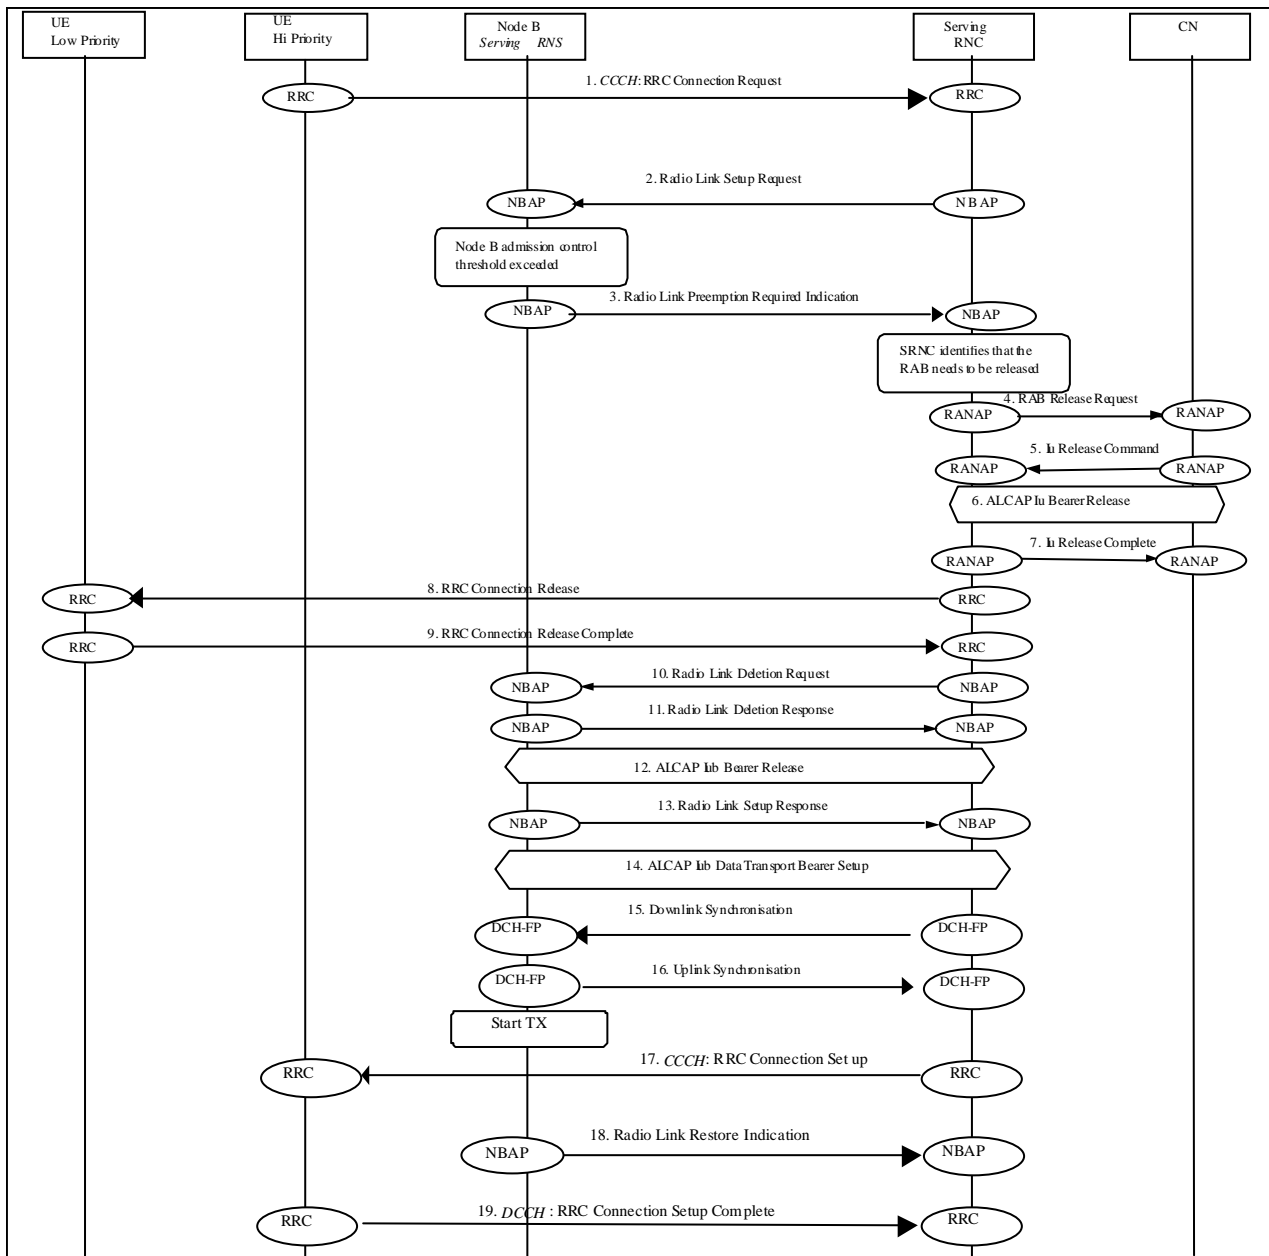 UE
Low Priority
UE
Hi Priority
Node B
Serving RNS
Serving
RNC
CN
1. CCCH: RRC Connection Request
RRC
RRC
2. Radio Link Setup Request
NBAP
NBAP
Node B admission control
threshold exceeded
3. Radio Link Preemption Required Indication
NBAP
NBAP
SRNC identifies that the
RAB needs to be released
4. RAB Release Request
RANAP
RANAP
5. Iu Release Command
RANAP
RANAP
6. ALCAP Iu Bearer Release
7. Iu Release Complete
RANAP
RANAP
8. RRC Connection Release
RRC
RRC
9. RRC Connection Release Complete
RRC
RRC
10. Radio Link Deletion Request
NBAP
NBAP
11. Radio Link Deletion Response
NBAP
NBAP
12. ALCAP Iub Bearer Release
13. Radio Link Setup Response
NBAP
NBAP
14. ALCAP Iub Data Transport Bearer Setup
15. Downlink Synchronisation
DCH-FP
DCH-FP
16. Uplink Synchronisation
DCH-FP
DCH-FP
Start TX
17. CCCH: RRC Connection Set up
RRC
RRC
18. Radio Link Restore Indication
NBAP
NBAP
19. DCCH : RRC Connection Setup Complete
RRC
RRC